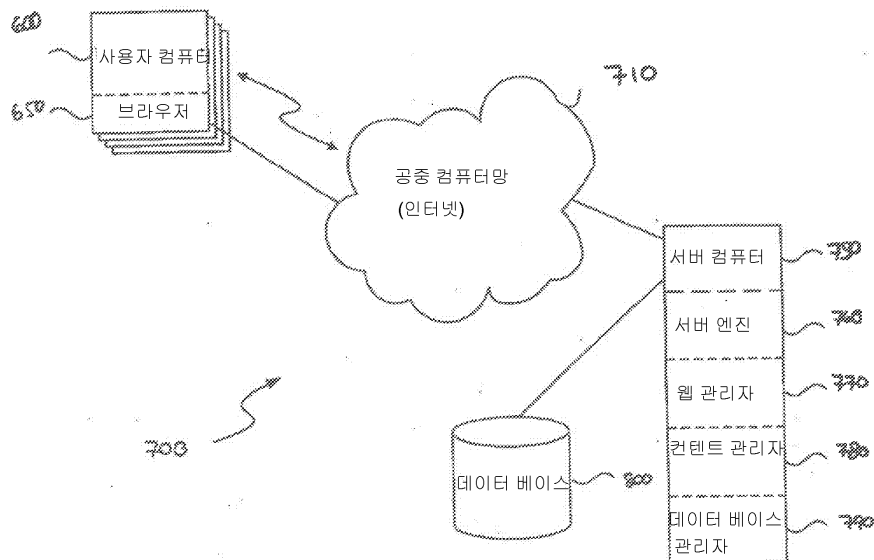 600
사용자 컴퓨터
650
브라우저
710
공중 컴퓨터망
(인터넷)
서버 컴퓨터
750
서버 엔진
760
웹 관리자
770
컨텐트 관리자
780
데이터 베이스
관리자
790
데이터 베이스
800
700